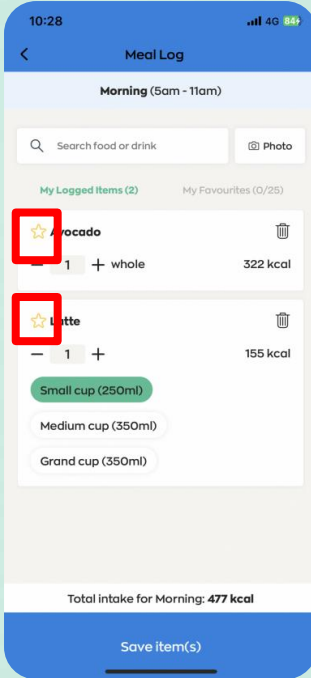 10:28 4G 84
Meal Log
Morning (5am - 11am)
Search food or drink Photo
My Logged Items (2) My Favourites (0/25)
Avocado
− 1 + whole 322 kcal
Latte
− 1 + 155 kcal
Small cup (250ml)
Medium cup (350ml)
Grand cup (350ml)
Total intake for Morning: 477 kcal
Save item(s)